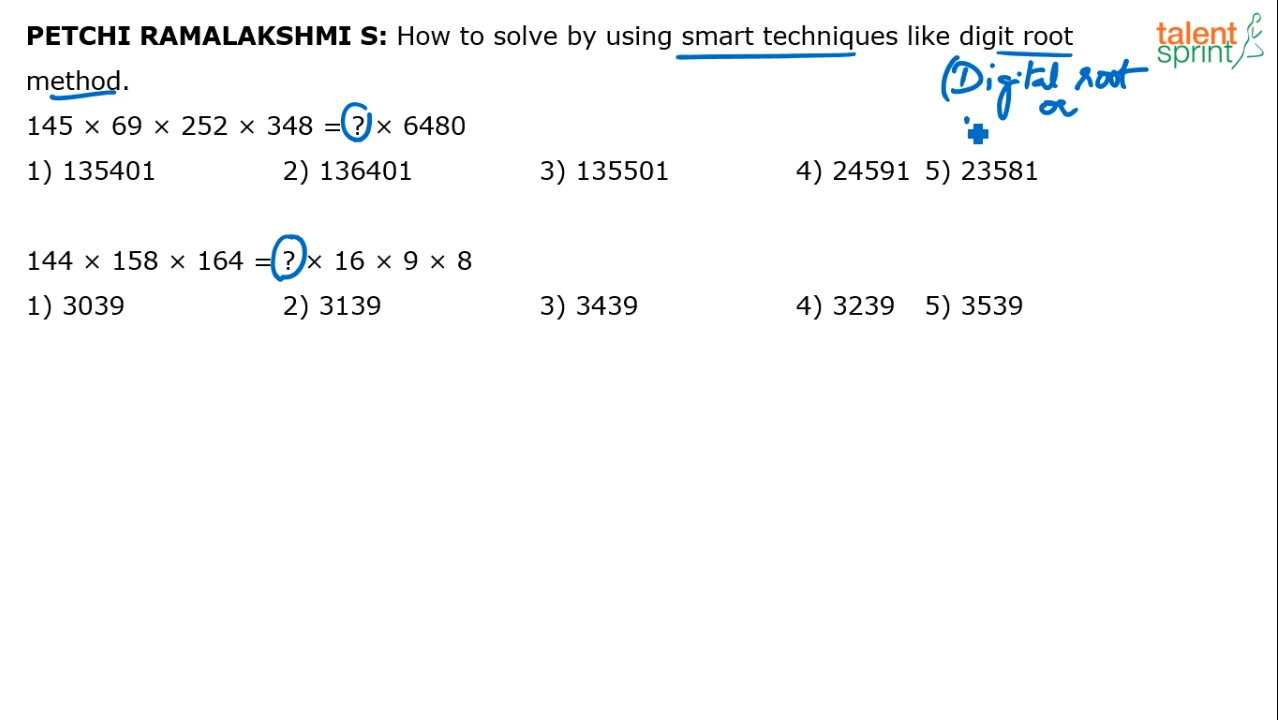 PETCHI RAMALAKSHMI S: How to solve by using smart techniques like digit root
method.
talent
sprint
(Digital root
or
145 × 69 × 252 × 348 = ? × 6480
1) 135401 2) 136401 3) 135501 4) 24591 5) 23581
144 × 158 × 164 = ? × 16 × 9 × 8
1) 3039 2) 3139 3) 3439 4) 3239 5) 3539